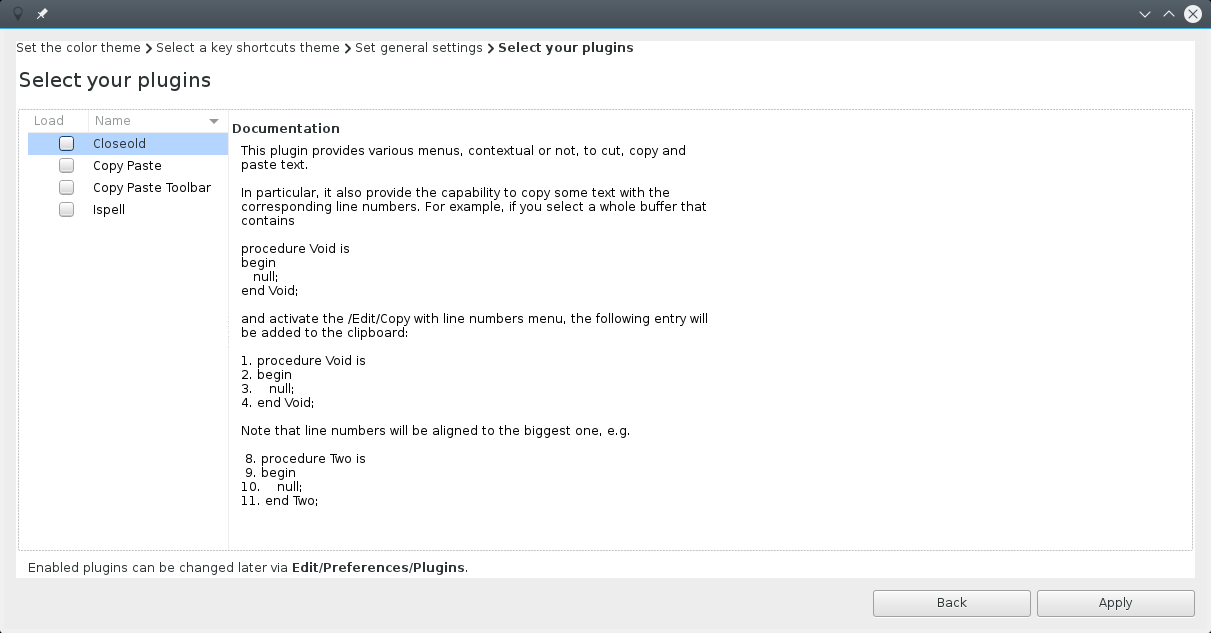 Set the color theme > Select a key shortcuts theme > Set general settings > Select your plugins
Select your plugins
Load Name
Closeold
Copy Paste
Copy Paste Toolbar
Ispell
Documentation
This plugin provides various menus, contextual or not, to cut, copy and
paste text.
In particular, it also provide the capability to copy some text with the
corresponding line numbers. For example, if you select a whole buffer that
contains
procedure Void is
begin
   null;
end Void;
and activate the /Edit/Copy with line numbers menu, the following entry will
be added to the clipboard:
1. procedure Void is
2. begin
3.    null;
4. end Void;
Note that line numbers will be aligned to the biggest one, e.g.
 8. procedure Two is
 9. begin
10.    null;
11. end Two;
Enabled plugins can be changed later via Edit/Preferences/Plugins.
Back
Apply